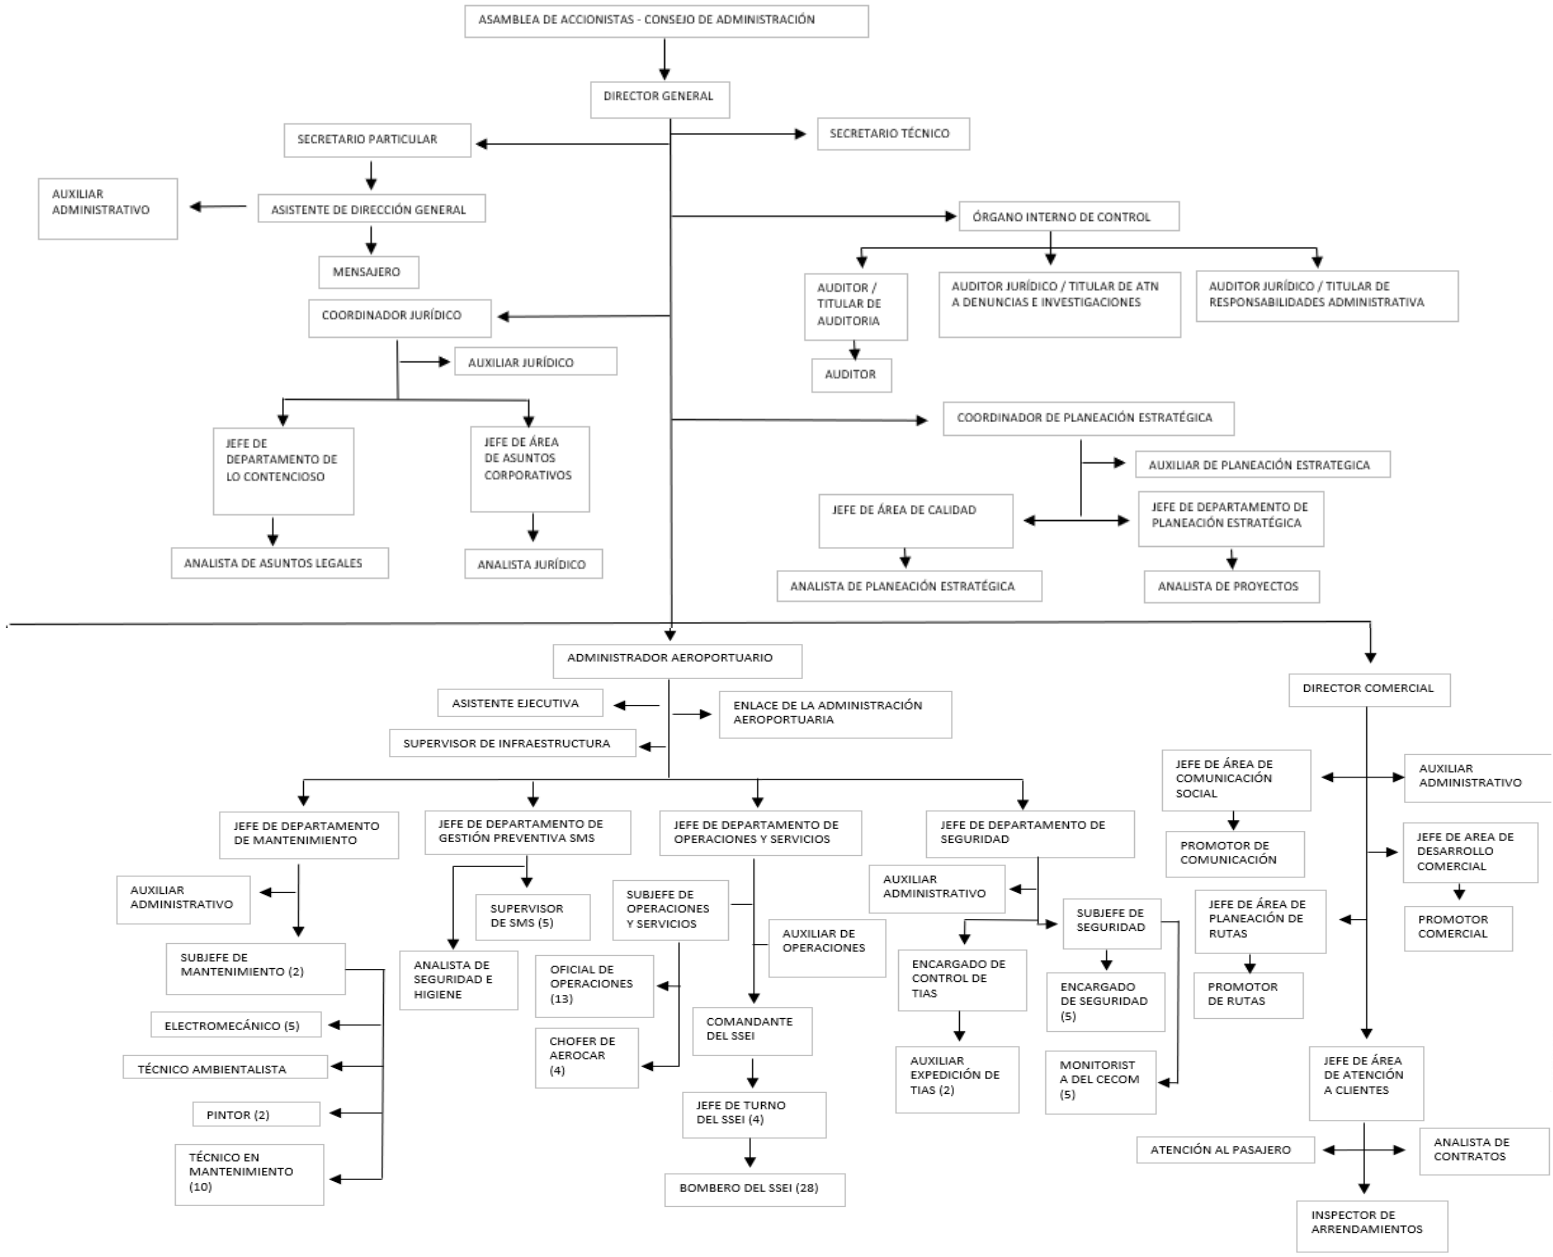 ASAMBLEA DE ACCIONISTAS - CONSEJO DE ADMINISTRACIÓN
DIRECTOR GENERAL
SECRETARIO PARTICULAR
SECRETARIO TÉCNICO
AUXILIAR
ADMINISTRATIVO
ASISTENTE DE DIRECCIÓN GENERAL
ÓRGANO INTERNO DE CONTROL
MENSAJERO
AUDITOR /
TITULAR DE
AUDITORIA
AUDITOR JURÍDICO / TITULAR DE ATN
A DENUNCIAS E INVESTIGACIONES
AUDITOR JURÍDICO / TITULAR DE
RESPONSABILIDADES ADMINISTRATIVA
COORDINADOR JURÍDICO
AUXILIAR JURÍDICO
AUDITOR
COORDINADOR DE PLANEACIÓN ESTRATÉGICA
JEFE DE
DEPARTAMENTO DE
LO CONTENCIOSO
JEFE DE ÁREA
DE ASUNTOS
CORPORATIVOS
AUXILIAR DE PLANEACIÓN ESTRATEGICA
JEFE DE ÁREA DE CALIDAD
JEFE DE DEPARTAMENTO DE
PLANEACIÓN ESTRATÉGICA
ANALISTA DE ASUNTOS LEGALES
ANALISTA JURÍDICO
ANALISTA DE PLANEACIÓN ESTRATÉGICA
ANALISTA DE PROYECTOS
ADMINISTRADOR AEROPORTUARIO
DIRECTOR COMERCIAL
ASISTENTE EJECUTIVA
ENLACE DE LA ADMINISTRACIÓN
AEROPORTUARIA
SUPERVISOR DE INFRAESTRUCTURA
JEFE DE ÁREA DE
COMUNICACIÓN
SOCIAL
AUXILIAR
ADMINISTRATIVO
JEFE DE DEPARTAMENTO
DE MANTENIMIENTO
JEFE DE DEPARTAMENTO DE
GESTIÓN PREVENTIVA SMS
JEFE DE DEPARTAMENTO DE
OPERACIONES Y SERVICIOS
JEFE DE DEPARTAMENTO DE
SEGURIDAD
PROMOTOR DE
COMUNICACIÓN
JEFE DE AREA DE
DESARROLLO
COMERCIAL
AUXILIAR
ADMINISTRATIVO
SUPERVISOR
DE SMS (5)
SUBJEFE DE
OPERACIONES
Y SERVICIOS
AUXILIAR
ADMINISTRATIVO
SUBJEFE DE
SEGURIDAD
JEFE DE ÁREA DE
PLANEACIÓN DE
RUTAS
PROMOTOR
COMERCIAL
SUBJEFE DE
MANTENIMIENTO (2)
ANALISTA DE
SEGURIDAD E
HIGIENE
OFICIAL DE
OPERACIONES
(13)
AUXILIAR DE
OPERACIONES
ENCARGADO DE
CONTROL DE
TIAS
ENCARGADO
DE SEGURIDAD
(5)
PROMOTOR
DE RUTAS
ELECTROMECÁNICO (5)
CHOFER DE
AEROCAR
(4)
COMANDANTE
DEL SSEI
TÉCNICO AMBIENTALISTA
AUXILIAR
EXPEDICIÓN DE
TIAS (2)
MONITORIST
A DEL CECOM
(5)
JEFE DE ÁREA
DE ATENCIÓN
A CLIENTES
PINTOR (2)
JEFE DE TURNO
DEL SSEI (4)
ATENCIÓN AL PASAJERO
ANALISTA DE
CONTRATOS
TÉCNICO EN
MANTENIMIENTO
(10)
BOMBERO DEL SSEI (28)
INSPECTOR DE
ARRENDAMIENTOS